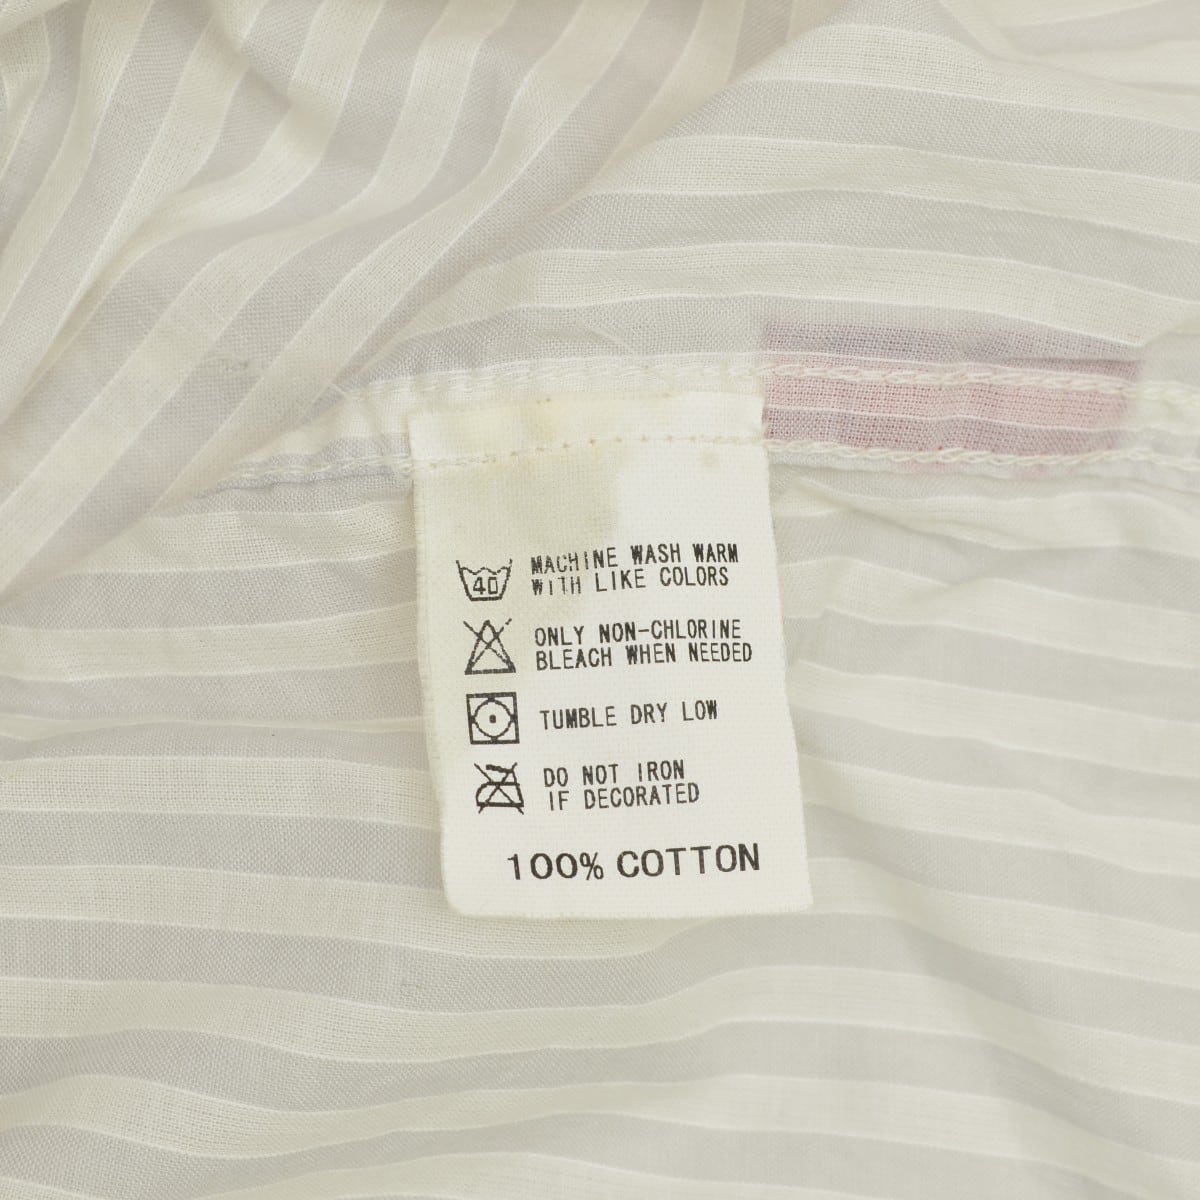 40 MACHINE WASH WARM
WITH LIKE COLORS
ONLY NON-CHLORINE
BLEACH WHEN NEEDED
TUMBLE DRY LOW
DO NOT IRON
IF DECORATED
100% COTTON